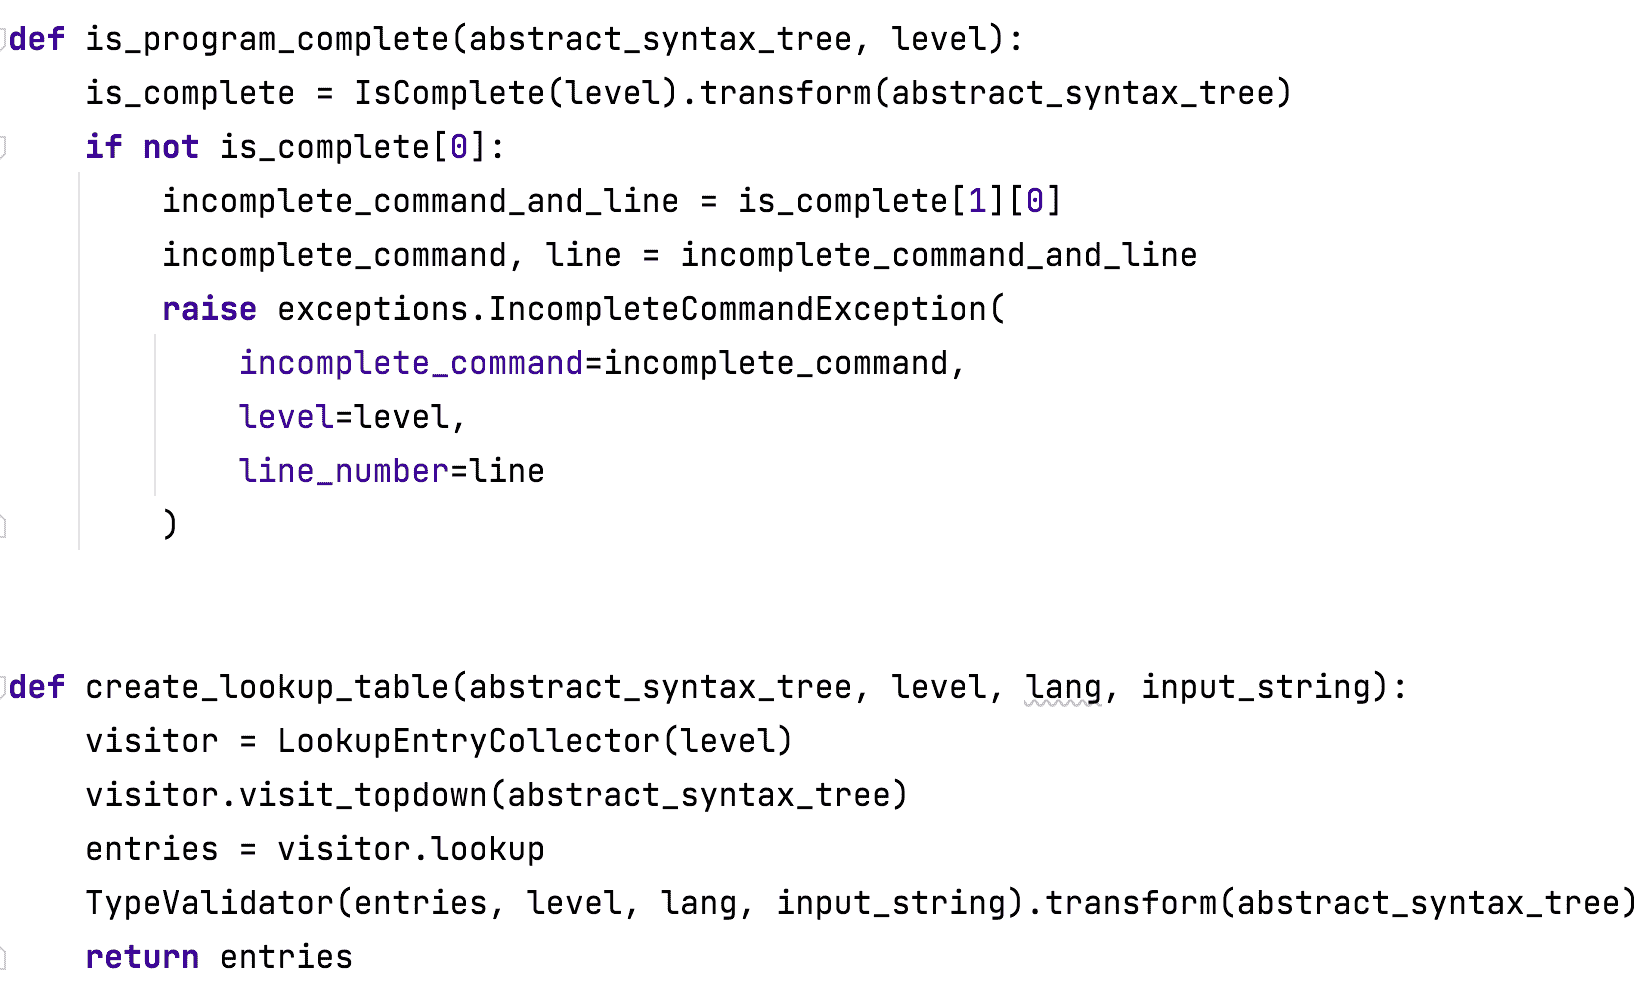 def is_program_complete(abstract_syntax_tree, level):
    is_complete = IsComplete(level).transform(abstract_syntax_tree)
    if not is_complete[0]:
        incomplete_command_and_line = is_complete[1][0]
        incomplete_command, line = incomplete_command_and_line
        raise exceptions.IncompleteCommandException(
            incomplete_command=incomplete_command,
            level=level,
            line_number=line
        )
def create_lookup_table(abstract_syntax_tree, level, lang, input_string):
    visitor = LookupEntryCollector(level)
    visitor.visit_topdown(abstract_syntax_tree)
    entries = visitor.lookup
    TypeValidator(entries, level, lang, input_string).transform(abstract_syntax_tree)
    return entries